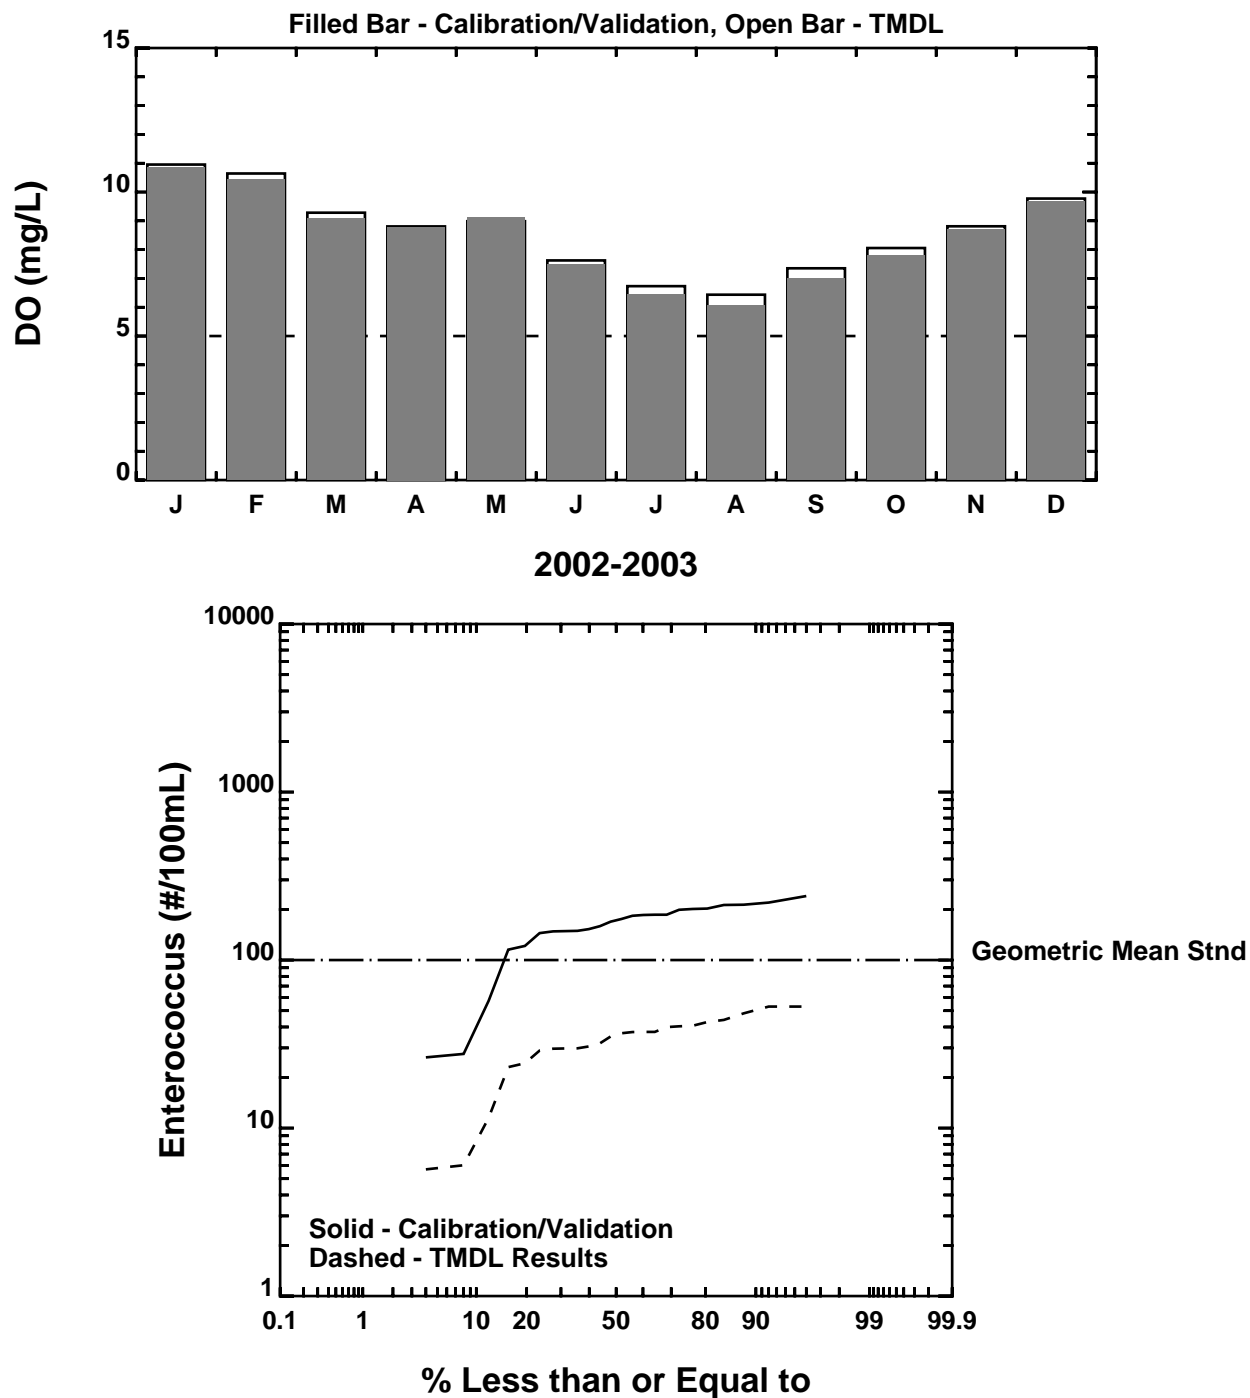 Filled Bar - Calibration/Validation, Open Bar - TMDL
15
10
5
0
DO (mg/L)
J F M A M J J A S O N D
2002-2003
10000
1000
100
10
1
Enterococcus (#/100mL)
Geometric Mean Stnd
Solid - Calibration/Validation
Dashed - TMDL Results
0.1 1 10 20 50 80 90 99 99.9
% Less than or Equal to